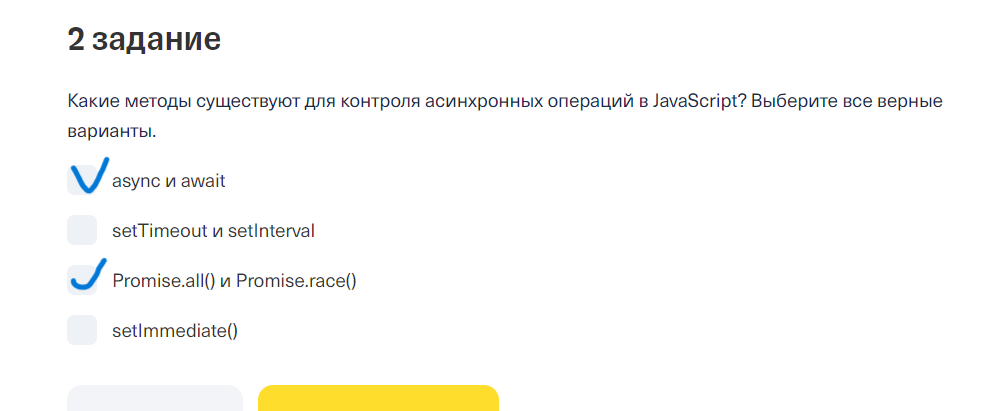 2 задание
Какие методы существуют для контроля асинхронных операций в JavaScript? Выберите все верные
варианты.
async и await
setTimeout и setInterval
Promise.all() и Promise.race()
setImmediate()